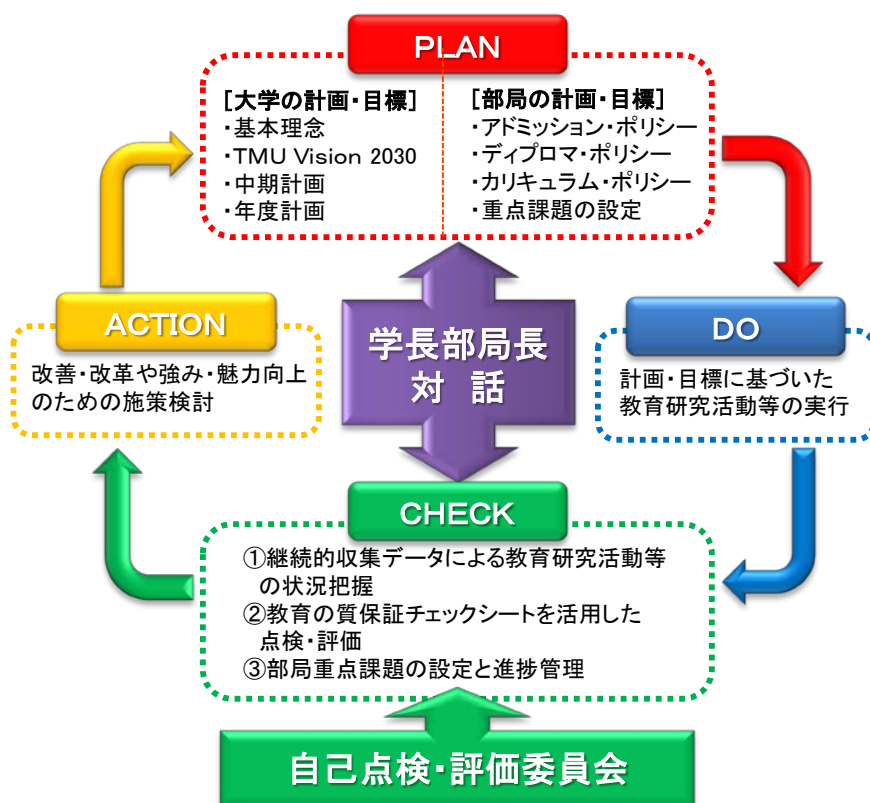 PLAN
[大学の計画・目標]
・基本理念
・TMU Vision 2030
・中期計画
・年度計画
[部局の計画・目標]
・アドミッション・ポリシー
・ディプロマ・ポリシー
・カリキュラム・ポリシー
・重点課題の設定
ACTION
改善・改革や強み・魅力向上
のための施策検討
学長部局長
対 話
DO
計画・目標に基づいた
教育研究活動等の実行
CHECK
①継続的収集データによる教育研究活動等
の状況把握
②教育の質保証チェックシートを活用した
点検・評価
③部局重点課題の設定と進捗管理
自己点検・評価委員会